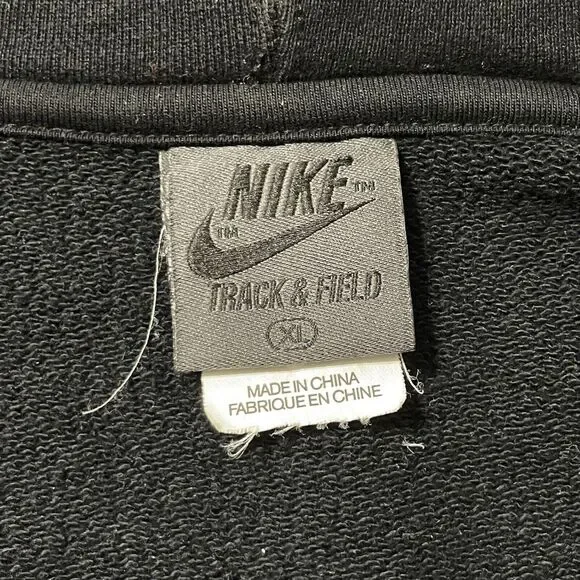 NIKE TM
TM
TRACK & FIELD
XL
MADE IN CHINA
FABRIQUE EN CHINE